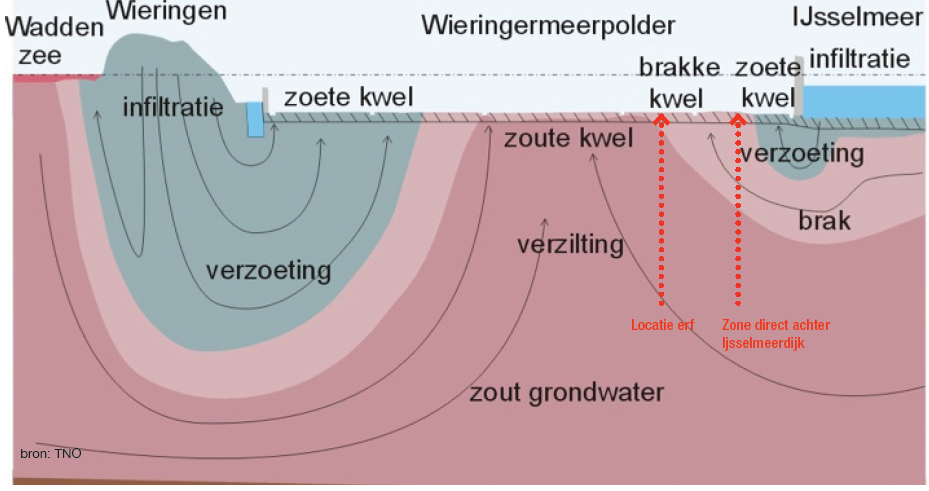 Wieringen
Wadden
zee
Wieringermeerpolder
IJsselmeer
infiltratie
brakke
kwel
zoete
kwel
infiltratie
zoete kwel
zoute kwel
verzoeting
brak
verzilting
verzoeting
Locatie erf
Zone direct achter
Ijsselmeerdijk
zout grondwater
bron: TNO